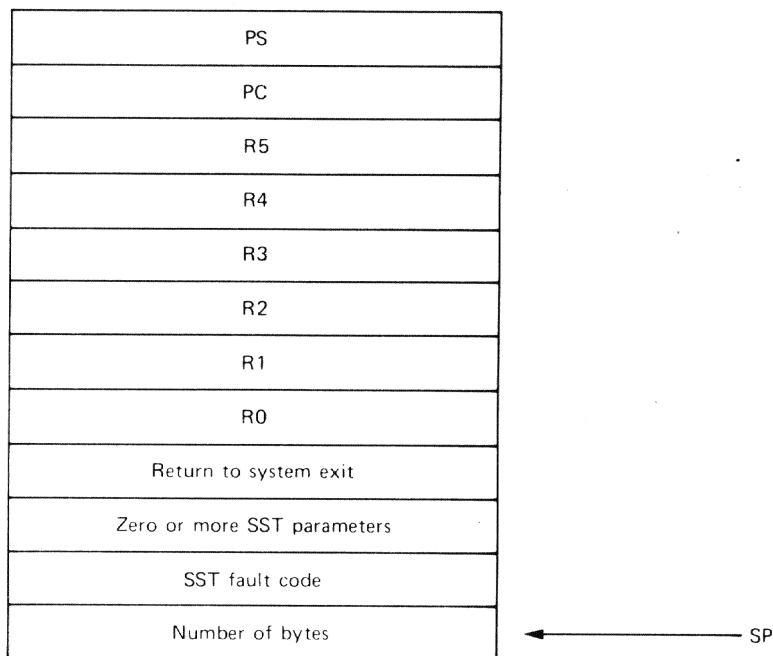 PS
PC
R5
R4
R3
R2
R1
R0
Return to system exit
Zero or more SST parameters
SST fault code
Number of bytes
SP